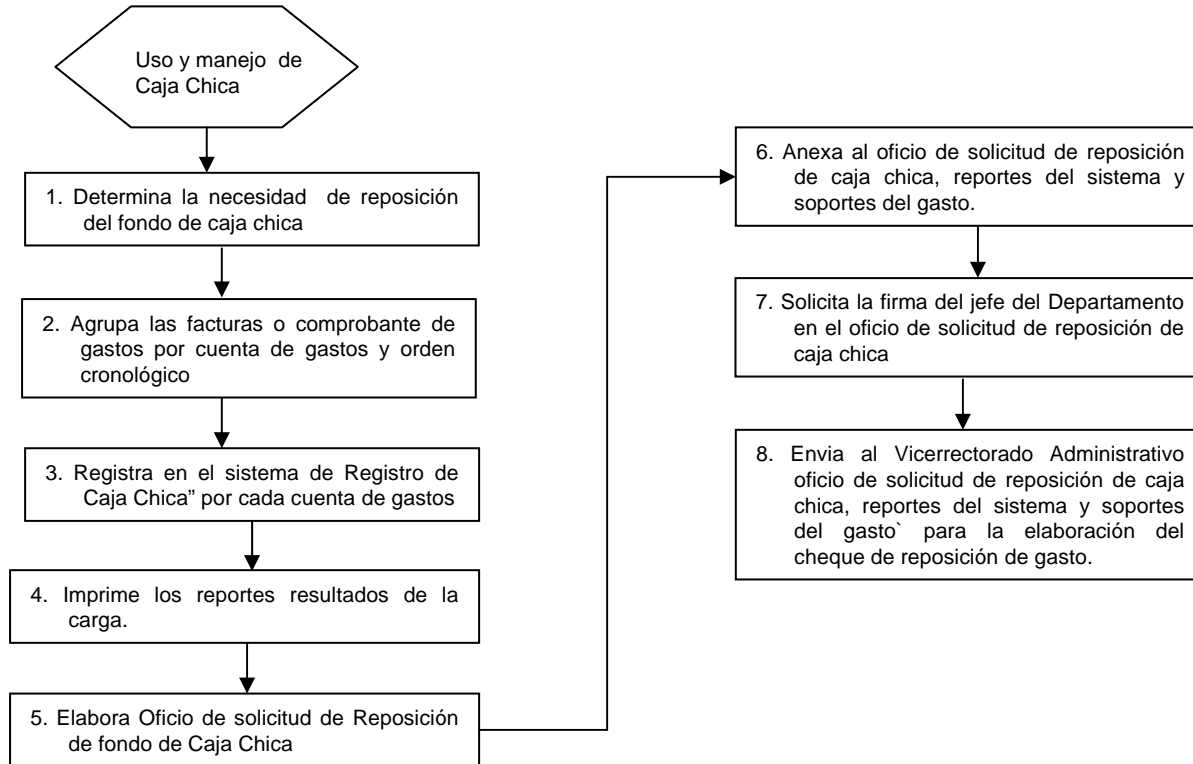 Uso y manejo de
Caja Chica
1. Determina la necesidad de reposición
del fondo de caja chica
2. Agrupa las facturas o comprobante de
gastos por cuenta de gastos y orden
cronológico
3. Registra en el sistema de Registro de
Caja Chica” por cada cuenta de gastos
4. Imprime los reportes resultados de la
carga.
5. Elabora Oficio de solicitud de Reposición
de fondo de Caja Chica
6. Anexa al oficio de solicitud de reposición
de caja chica, reportes del sistema y
soportes del gasto.
7. Solicita la firma del jefe del Departamento
en el oficio de solicitud de reposición de
caja chica
8. Envia al Vicerrectorado Administrativo
oficio de solicitud de reposición de caja
chica, reportes del sistema y soportes
del gasto` para la elaboración del
cheque de reposición de gasto.